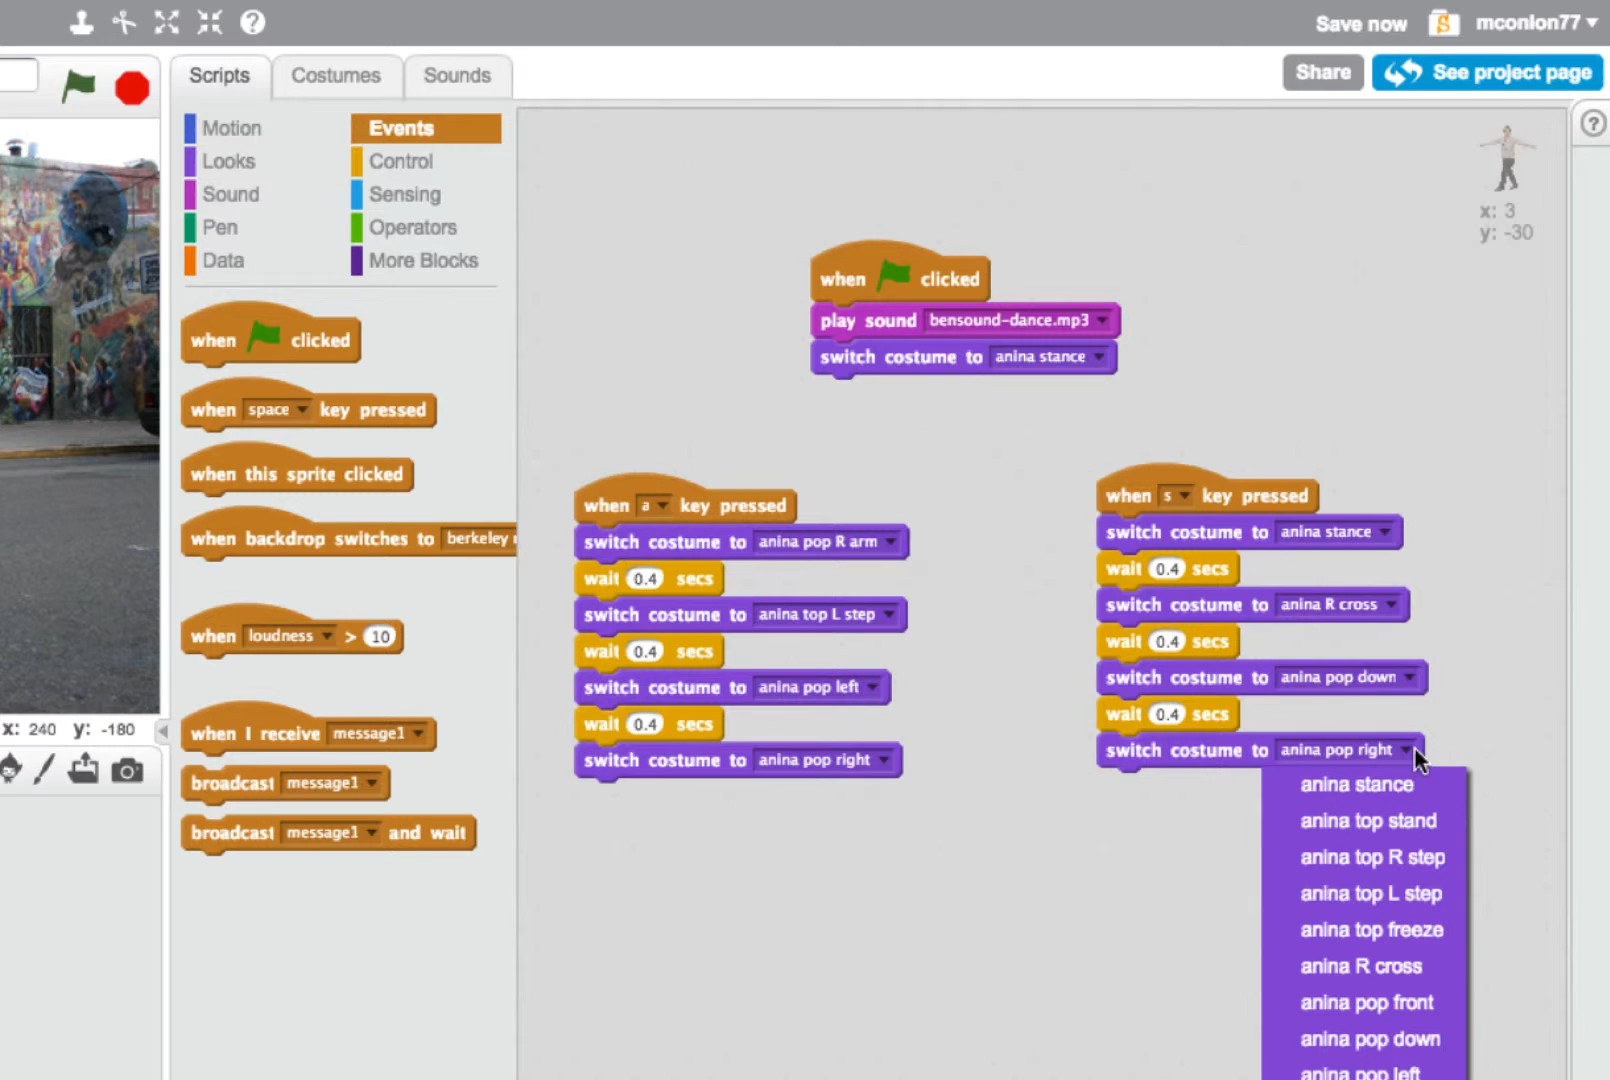 Save now
mconlon77
Scripts
Costumes
Sounds
Share
See project page
Motion
Events
Looks
Control
Sound
Sensing
Pen
Operators
Data
More Blocks
x: 3
y: -30
when clicked
when space key pressed
when this sprite clicked
when backdrop switches to berkeley
when loudness > 10
when I receive message1
broadcast message1
broadcast message1 and wait
x: 240 y: -180
when clicked
play sound bensound-dance.mp3
switch costume to anina stance
when a key pressed
switch costume to anina pop R arm
wait 0.4 secs
switch costume to anina top L step
wait 0.4 secs
switch costume to anina pop left
wait 0.4 secs
switch costume to anina pop right
when s key pressed
switch costume to anina stance
wait 0.4 secs
switch costume to anina R cross
wait 0.4 secs
switch costume to anina pop down
wait 0.4 secs
switch costume to anina pop right
anina stance
anina top stand
anina top R step
anina top L step
anina top freeze
anina R cross
anina pop front
anina pop down
anina pop left